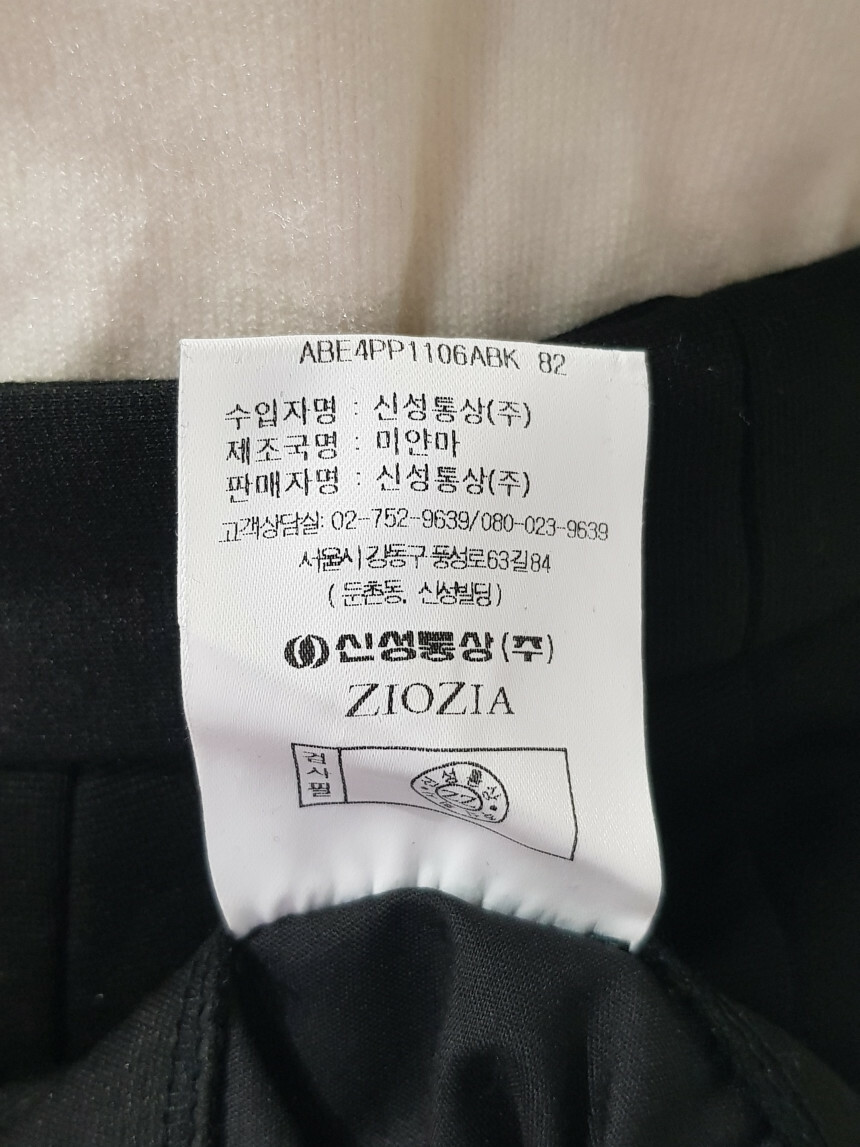 ABE4PP1106ABK 82
수입자명 : 신성통상(주)
제조국명 : 미얀마
판매자명 : 신성통상(주)
고객상담실: 02-752-9639/080-023-9639
서울시 강동구 풍성로63길84
(둔촌동, 신성빌딩)
신성통상(주)
ZIOZIA
검사필